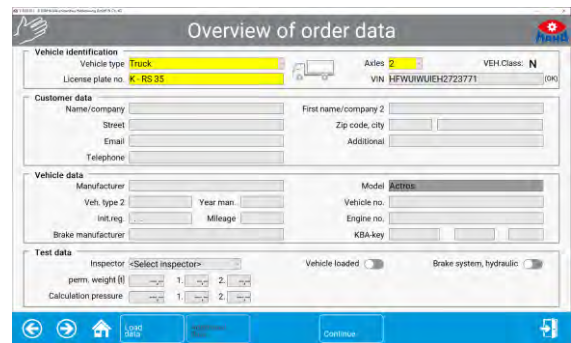 Overview of order data
MAHA
Vehicle identification
Vehicle type Truck Axles 2 VEH.Class: N
License plate no. K - RS 35 VIN HFWUIWUIEH2723771 (OK)
Customer data
Name/company First name/company 2
Street Zip code, city
Email Additional
Telephone
Vehicle data
Manufacturer Model Actros
Veh. type 2 Year man. Vehicle no.
Init.reg. Mileage Engine no.
Brake manufacturer KBA-key
Test data
Inspector <Select inspector> Vehicle loaded Brake system, hydraulic
perm. weight [t] --,-- 1. --,-- 2. --,--
Calculation pressure --,-- 1. --,-- 2. --,--
Load data Continue